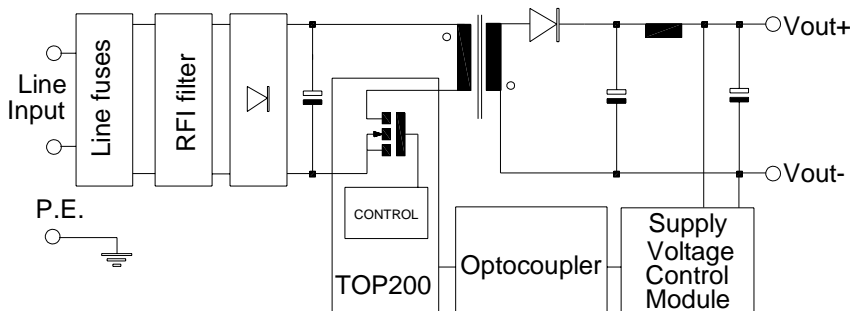 Line
Input
P.E.
Line fuses
RFI filter
CONTROL
TOP200
Optocoupler
Supply
Voltage
Control
Module
Vout+
Vout-